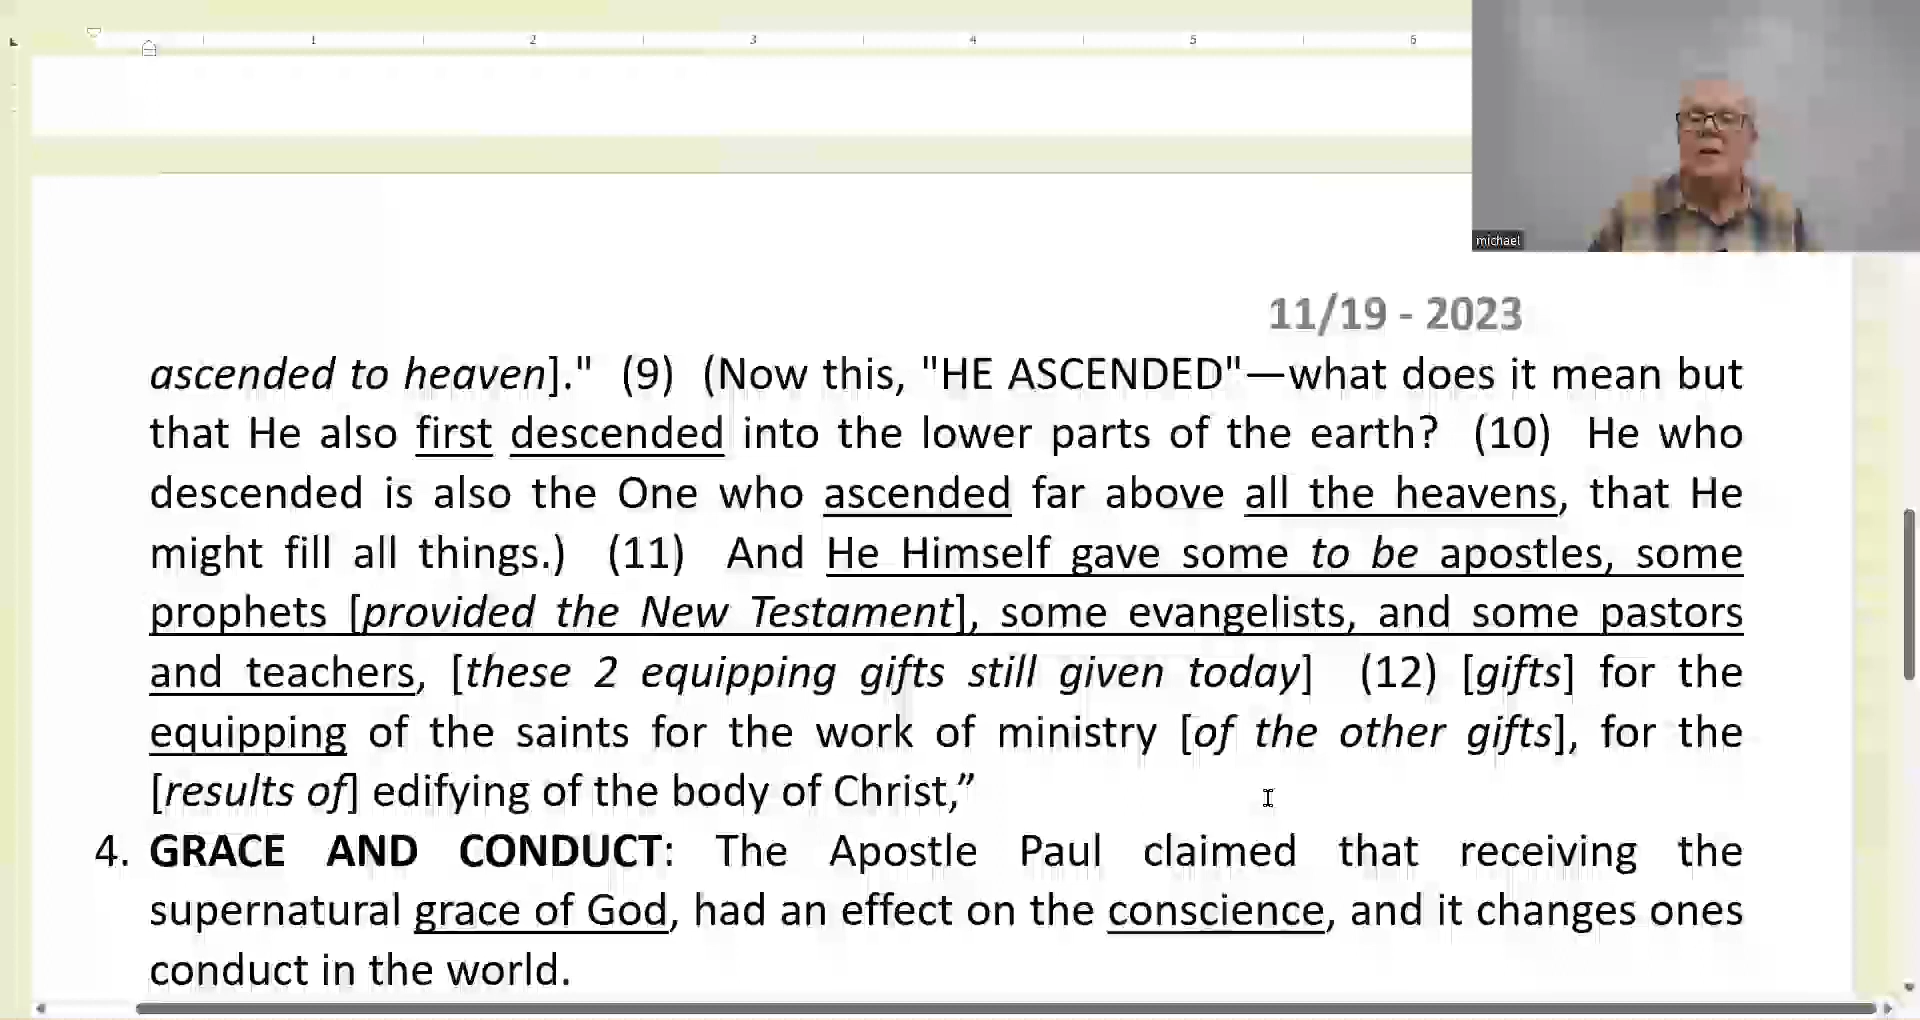 1 2 3 4 5 6
michael
11/19 - 2023
ascended to heaven]." (9) (Now this, "HE ASCENDED"—what does it mean but
that He also first descended into the lower parts of the earth? (10) He who
descended is also the One who ascended far above all the heavens, that He
might fill all things.) (11) And He Himself gave some to be apostles, some
prophets [provided the New Testament], some evangelists, and some pastors
and teachers, [these 2 equipping gifts still given today] (12) [gifts] for the
equipping of the saints for the work of ministry [of the other gifts], for the
[results of] edifying of the body of Christ,”
4. GRACE AND CONDUCT: The Apostle Paul claimed that receiving the
supernatural grace of God, had an effect on the conscience, and it changes ones
conduct in the world.